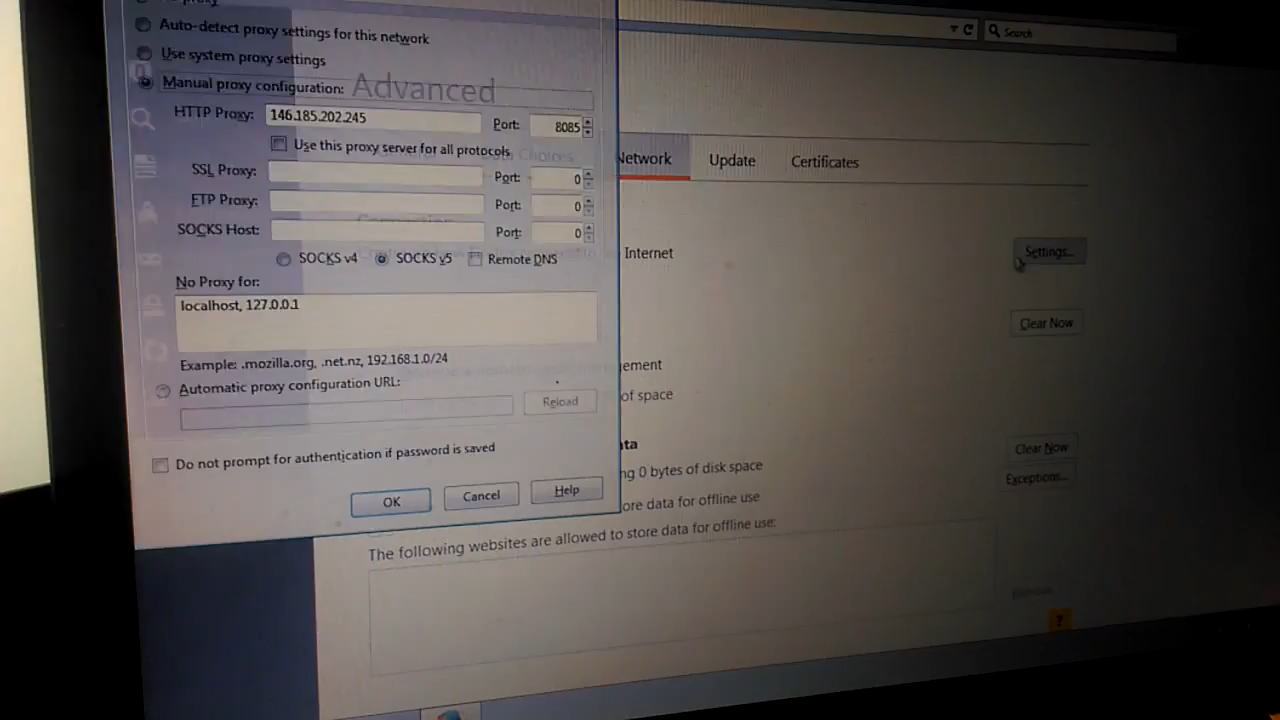 Auto-detect proxy settings for this network
Use system proxy settings
Manual proxy configuration:
Advanced
HTTP Proxy: 146.185.202.245 Port: 8085
Use this proxy server for all protocols
Choices
SSL Proxy: Port: 0
FTP Proxy: Port: 0
SOCKS Host: Port: 0
SOCKS v4 SOCKS v5 Remote DNS
No Proxy for:
localhost, 127.0.0.1
Example: .mozilla.org, .net.nz, 192.168.1.0/24
Automatic proxy configuration URL:
Reload
Do not prompt for authentication if password is saved
OK Cancel Help
Search
Network Update Certificates
Internet Settings...
Clear Now
ement
of space
ta
Clear Now
ng 0 bytes of disk space
Exceptions...
ore data for offline use
The following websites are allowed to store data for offline use:
?